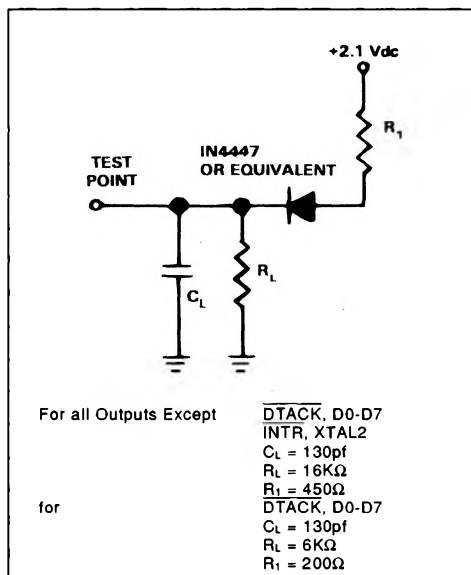 +2.1 Vdc
R1
IN4447
OR EQUIVALENT
TEST
POINT
RL
CL
For all Outputs Except DTACK, D0-D7
INTR, XTAL2
CL = 130pf
RL = 16KΩ
R1 = 450Ω
for DTACK, D0-D7
CL = 130pf
RL = 6KΩ
R1 = 200Ω